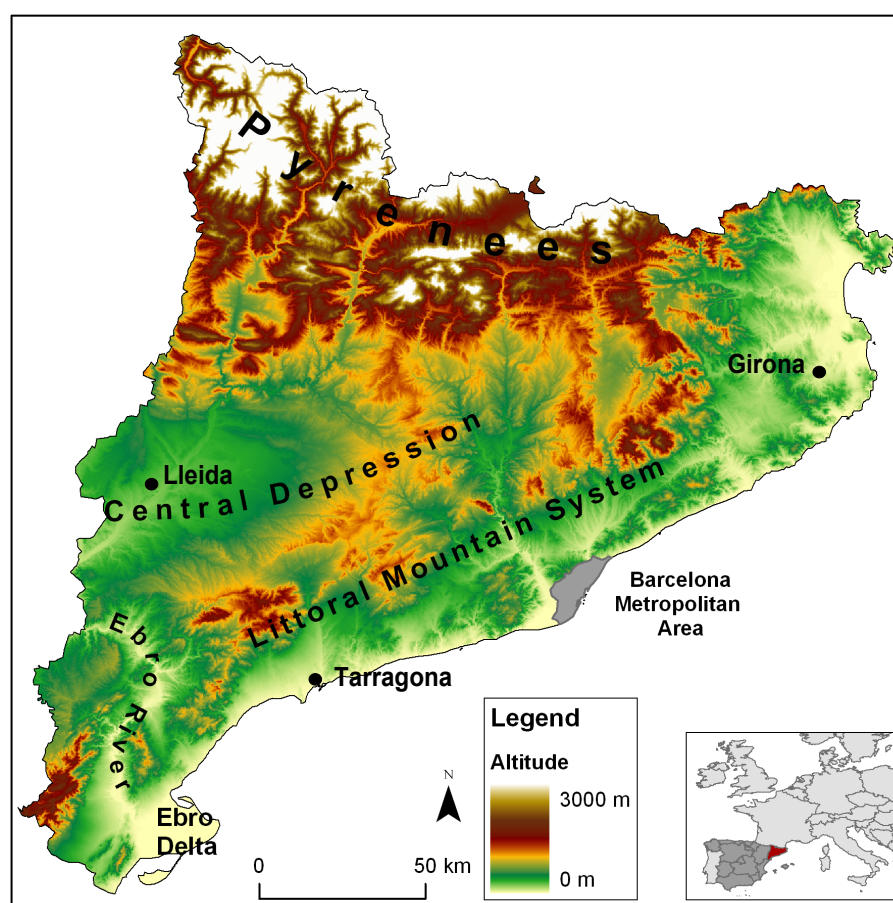 Pyrenees
Girona
Lleida
Central Depression
Littoral Mountain System
Barcelona
Metropolitan
Area
Ebro River
Tarragona
Ebro
Delta
N
0 50 km
Legend
Altitude
3000 m
0 m